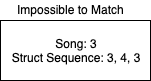 Impossible to Match
Song: 3
Struct Sequence: 3, 4, 3